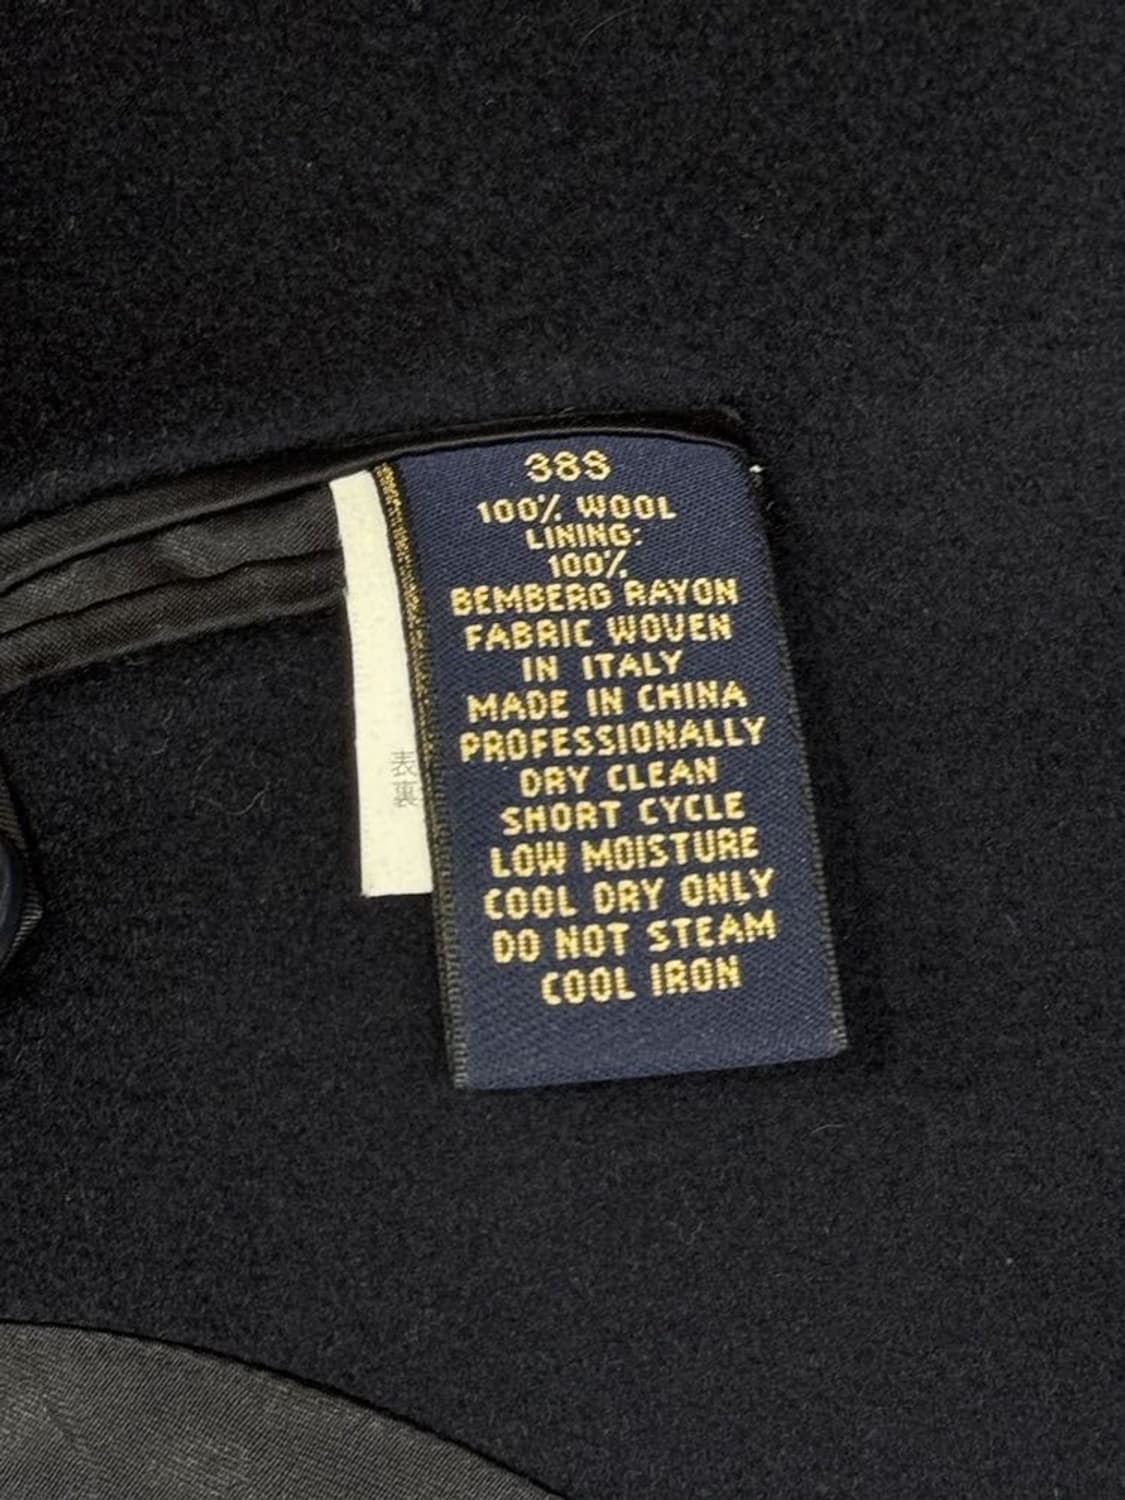 38S
100% WOOL
LINING:
100%
BEMBERG RAYON
FABRIC WOVEN
IN ITALY
MADE IN CHINA
PROFESSIONALLY
DRY CLEAN
SHORT CYCLE
LOW MOISTURE
COOL DRY ONLY
DO NOT STEAM
COOL IRON
表
裏